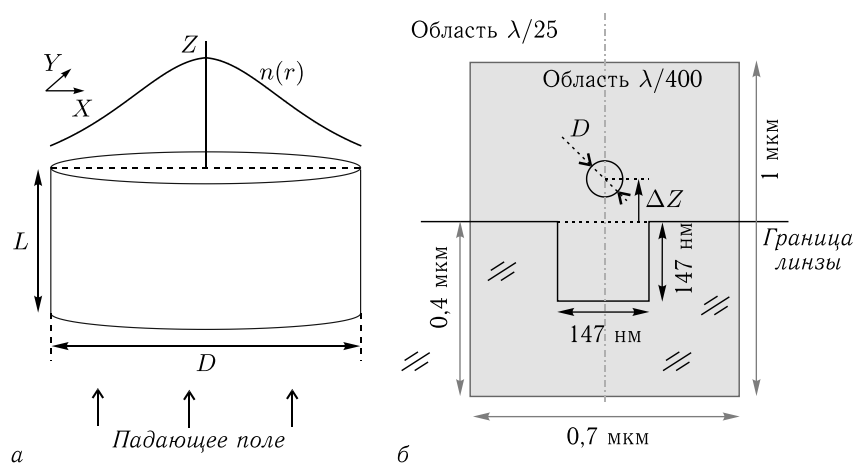 Z
Y
X
n(r)
L
D
Падающее поле
а
Область λ/25
Область λ/400
D
ΔZ
1 мкм
Граница
линзы
0,4 мкм
147 нм
147 нм
0,7 мкм
б